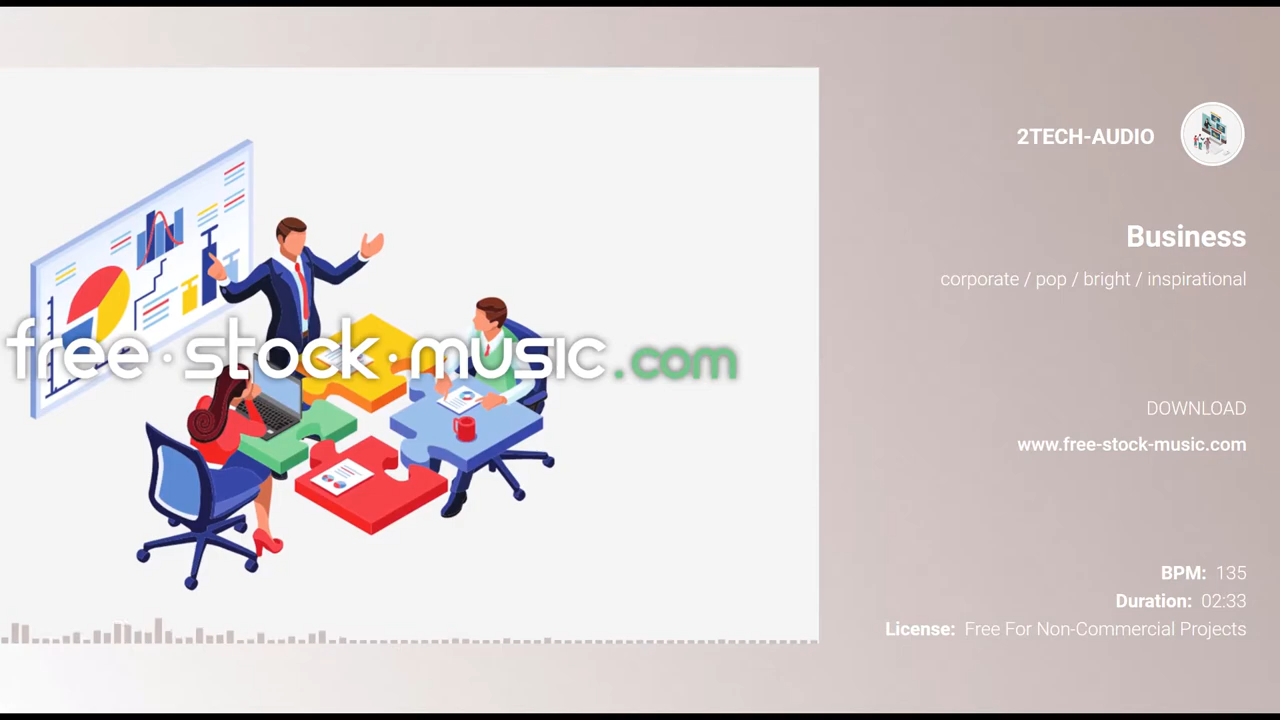 2TECH-AUDIO
Business
corporate / pop / bright / inspirational
free·stock·music.com
DOWNLOAD
www.free-stock-music.com
BPM: 135
Duration: 02:33
License: Free For Non-Commercial Projects